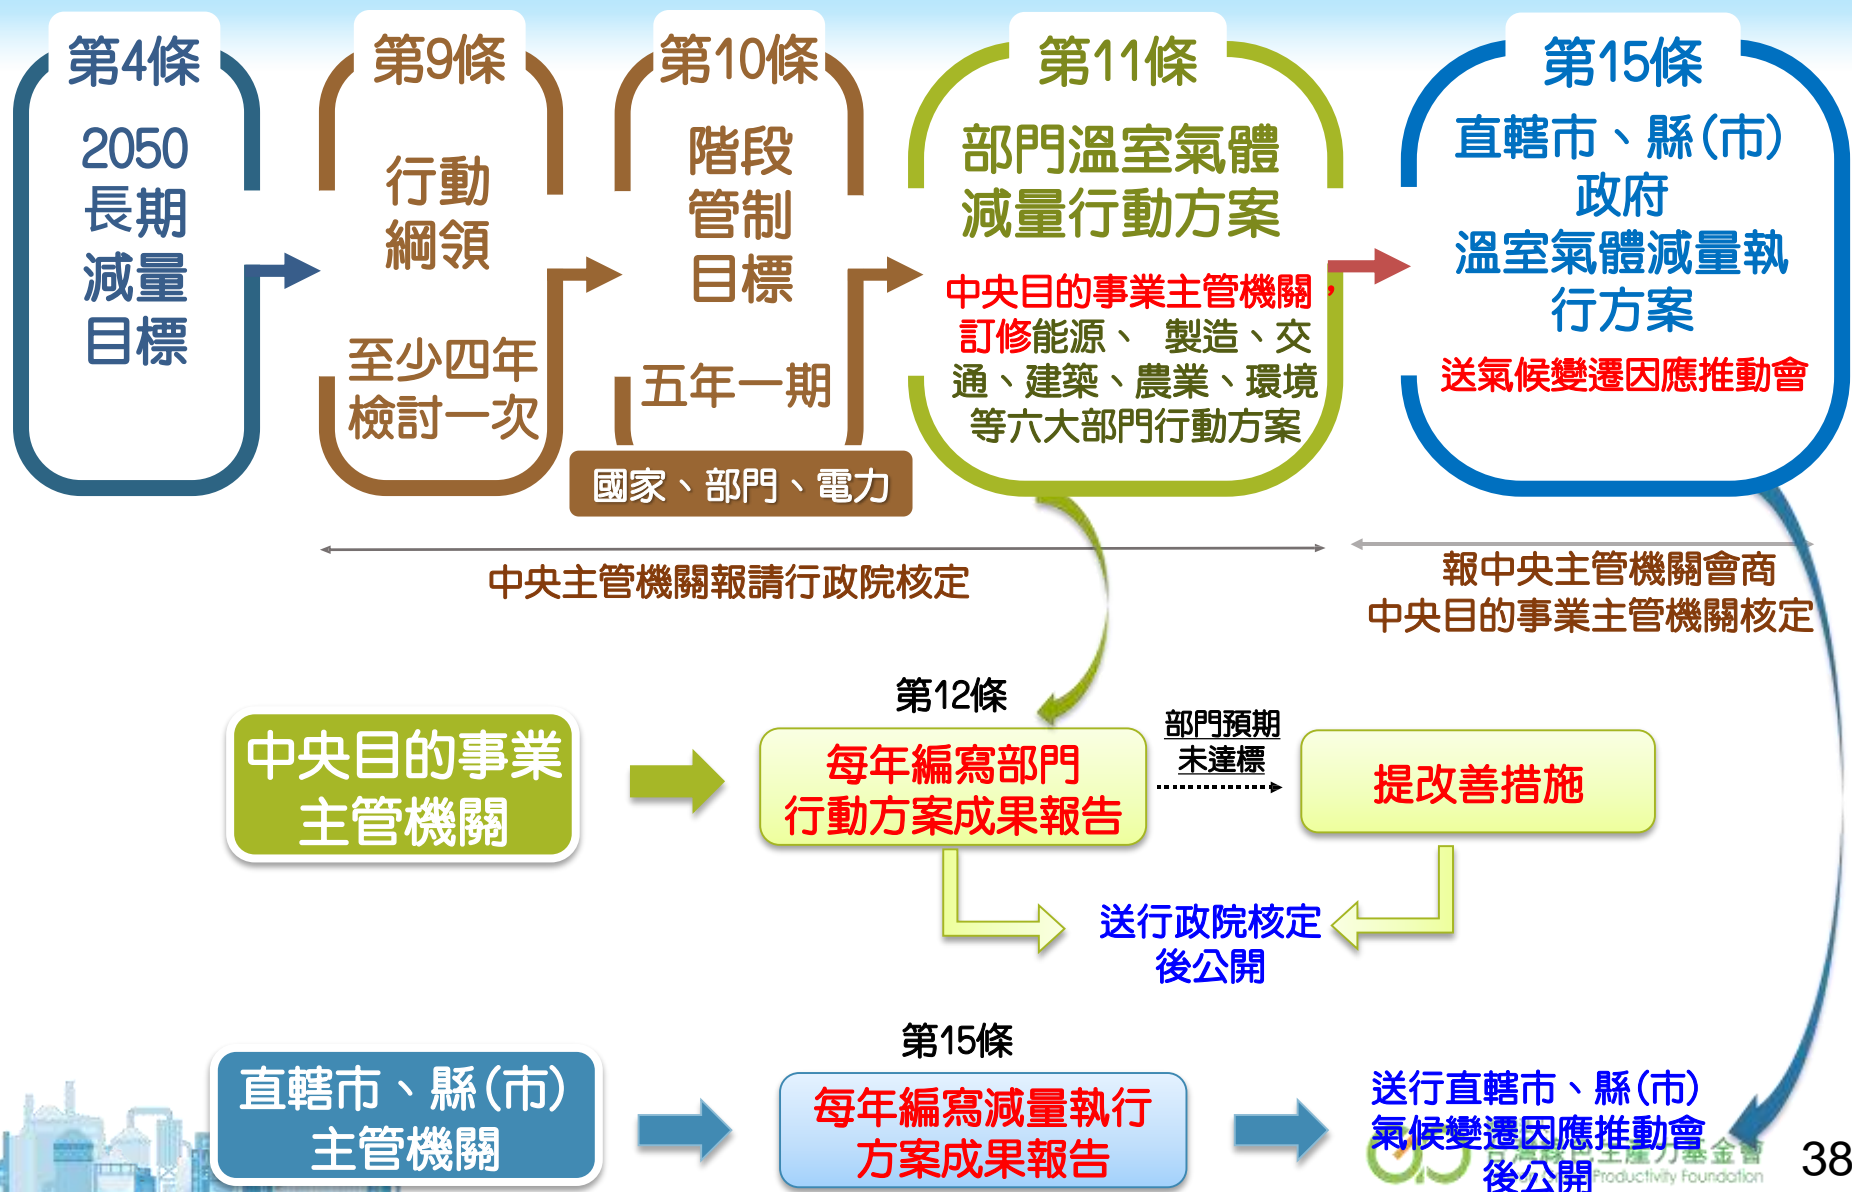 第4條
2050
長期
減量
目標
第9條
行動
綱領
至少四年
檢討一次
第10條
階段
管制
目標
五年一期
國家、部門、電力
第11條
部門溫室氣體
減量行動方案
中央目的事業主管機關，
訂修能源、 製造、交
通、建築、農業、環境
等六大部門行動方案
第15條
直轄市、縣(市)
政府
溫室氣體減量執
行方案
送氣候變遷因應推動會
中央主管機關報請行政院核定
報中央主管機關會商
中央目的事業主管機關核定
中央目的事業
主管機關
第12條
每年編寫部門
行動方案成果報告
部門預期
未達標
提改善措施
送行政院核定
後公開
直轄市、縣(市)
主管機關
第15條
每年編寫減量執行
方案成果報告
送行直轄市、縣(市)
氣候變遷因應推動會
後公開
Productivity Foundation
38